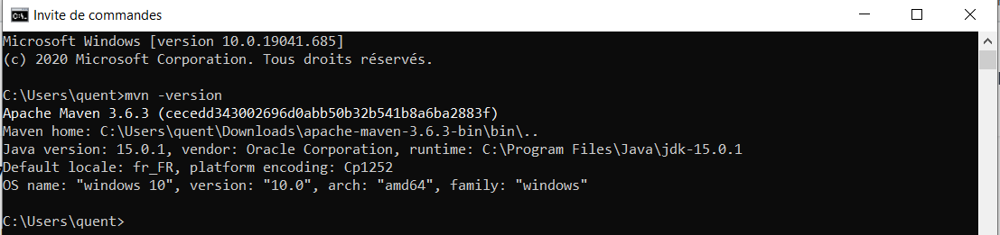 Invite de commandes
Microsoft Windows [version 10.0.19041.685]
(c) 2020 Microsoft Corporation. Tous droits réservés.
C:\Users\quent>mvn -version
Apache Maven 3.6.3 (cecedd343002696d0abb50b32b541b8a6ba2883f)
Maven home: C:\Users\quent\Downloads\apache-maven-3.6.3-bin\bin\..
Java version: 15.0.1, vendor: Oracle Corporation, runtime: C:\Program Files\Java\jdk-15.0.1
Default locale: fr_FR, platform encoding: Cp1252
OS name: "windows 10", version: "10.0", arch: "amd64", family: "windows"
C:\Users\quent>